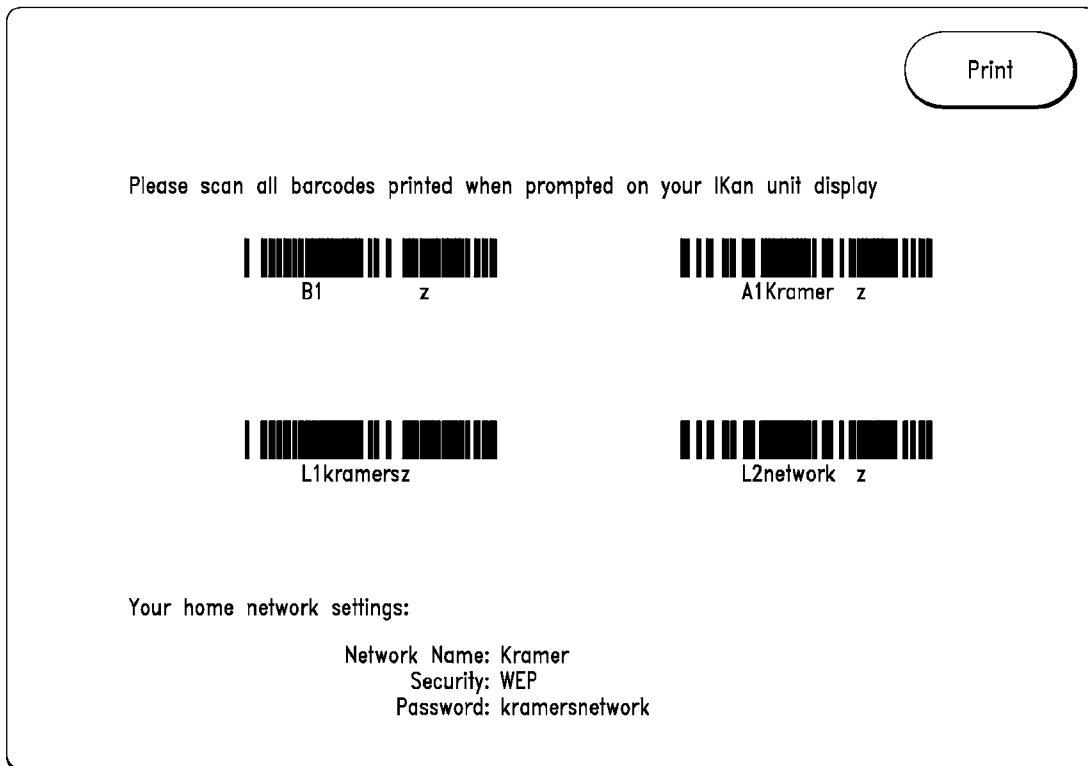 Print
Please scan all barcodes printed when prompted on your IKan unit display
B1 z
A1Kramer z
L1kramersz
L2network z
Your home network settings:
Network Name: Kramer
Security: WEP
Password: kramersnetwork